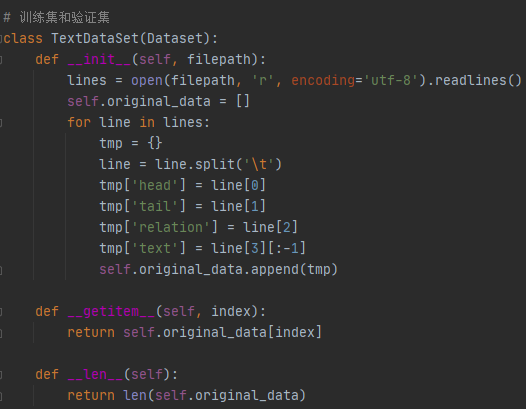 # 训练集和验证集
class TextDataSet(Dataset):
    def __init__(self, filepath):
        lines = open(filepath, 'r', encoding='utf-8').readlines()
        self.original_data = []
        for line in lines:
            tmp = {}
            line = line.split('\t')
            tmp['head'] = line[0]
            tmp['tail'] = line[1]
            tmp['relation'] = line[2]
            tmp['text'] = line[3][:-1]
            self.original_data.append(tmp)
    def __getitem__(self, index):
        return self.original_data[index]
    def __len__(self):
        return len(self.original_data)